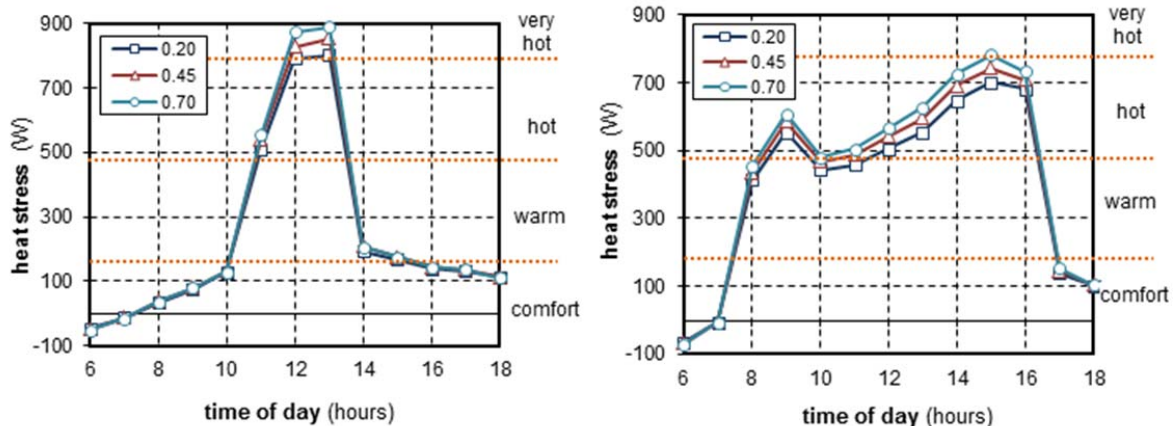 900
700
500
300
100
-100
heat stress (W)
0.20
0.45
0.70
very
hot
hot
warm
comfort
6 8 10 12 14 16 18
time of day (hours)
900
700
500
300
100
-100
heat stress (W)
0.20
0.45
0.70
very
hot
hot
warm
comfort
6 8 10 12 14 16 18
time of day (hours)